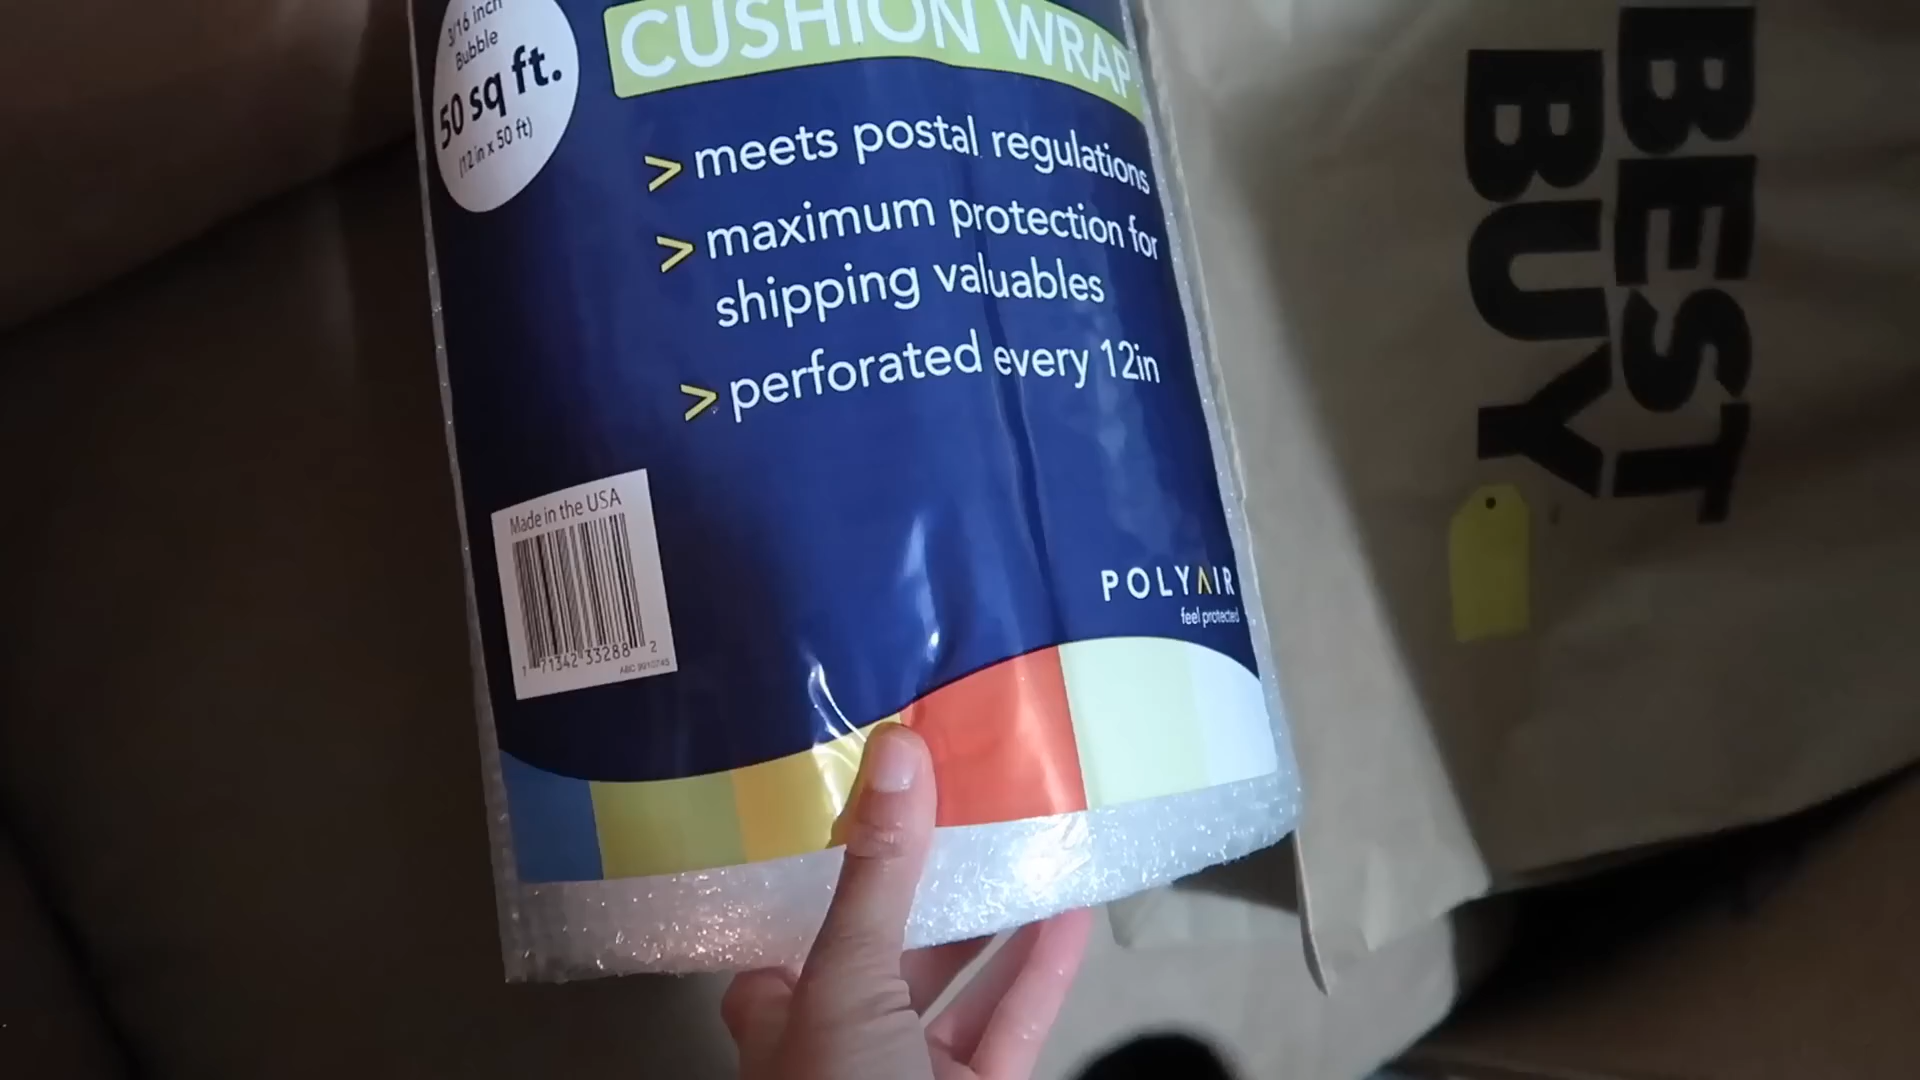 3/16 inch
Bubble
50 sq ft.
(12 in x 50 ft)
CUSHION WRAP
> meets postal regulations
> maximum protection for
shipping valuables
> perforated every 12in
Made in the USA
1 71342 33288 2
POLYAIR
feel protected
BEST
BUY